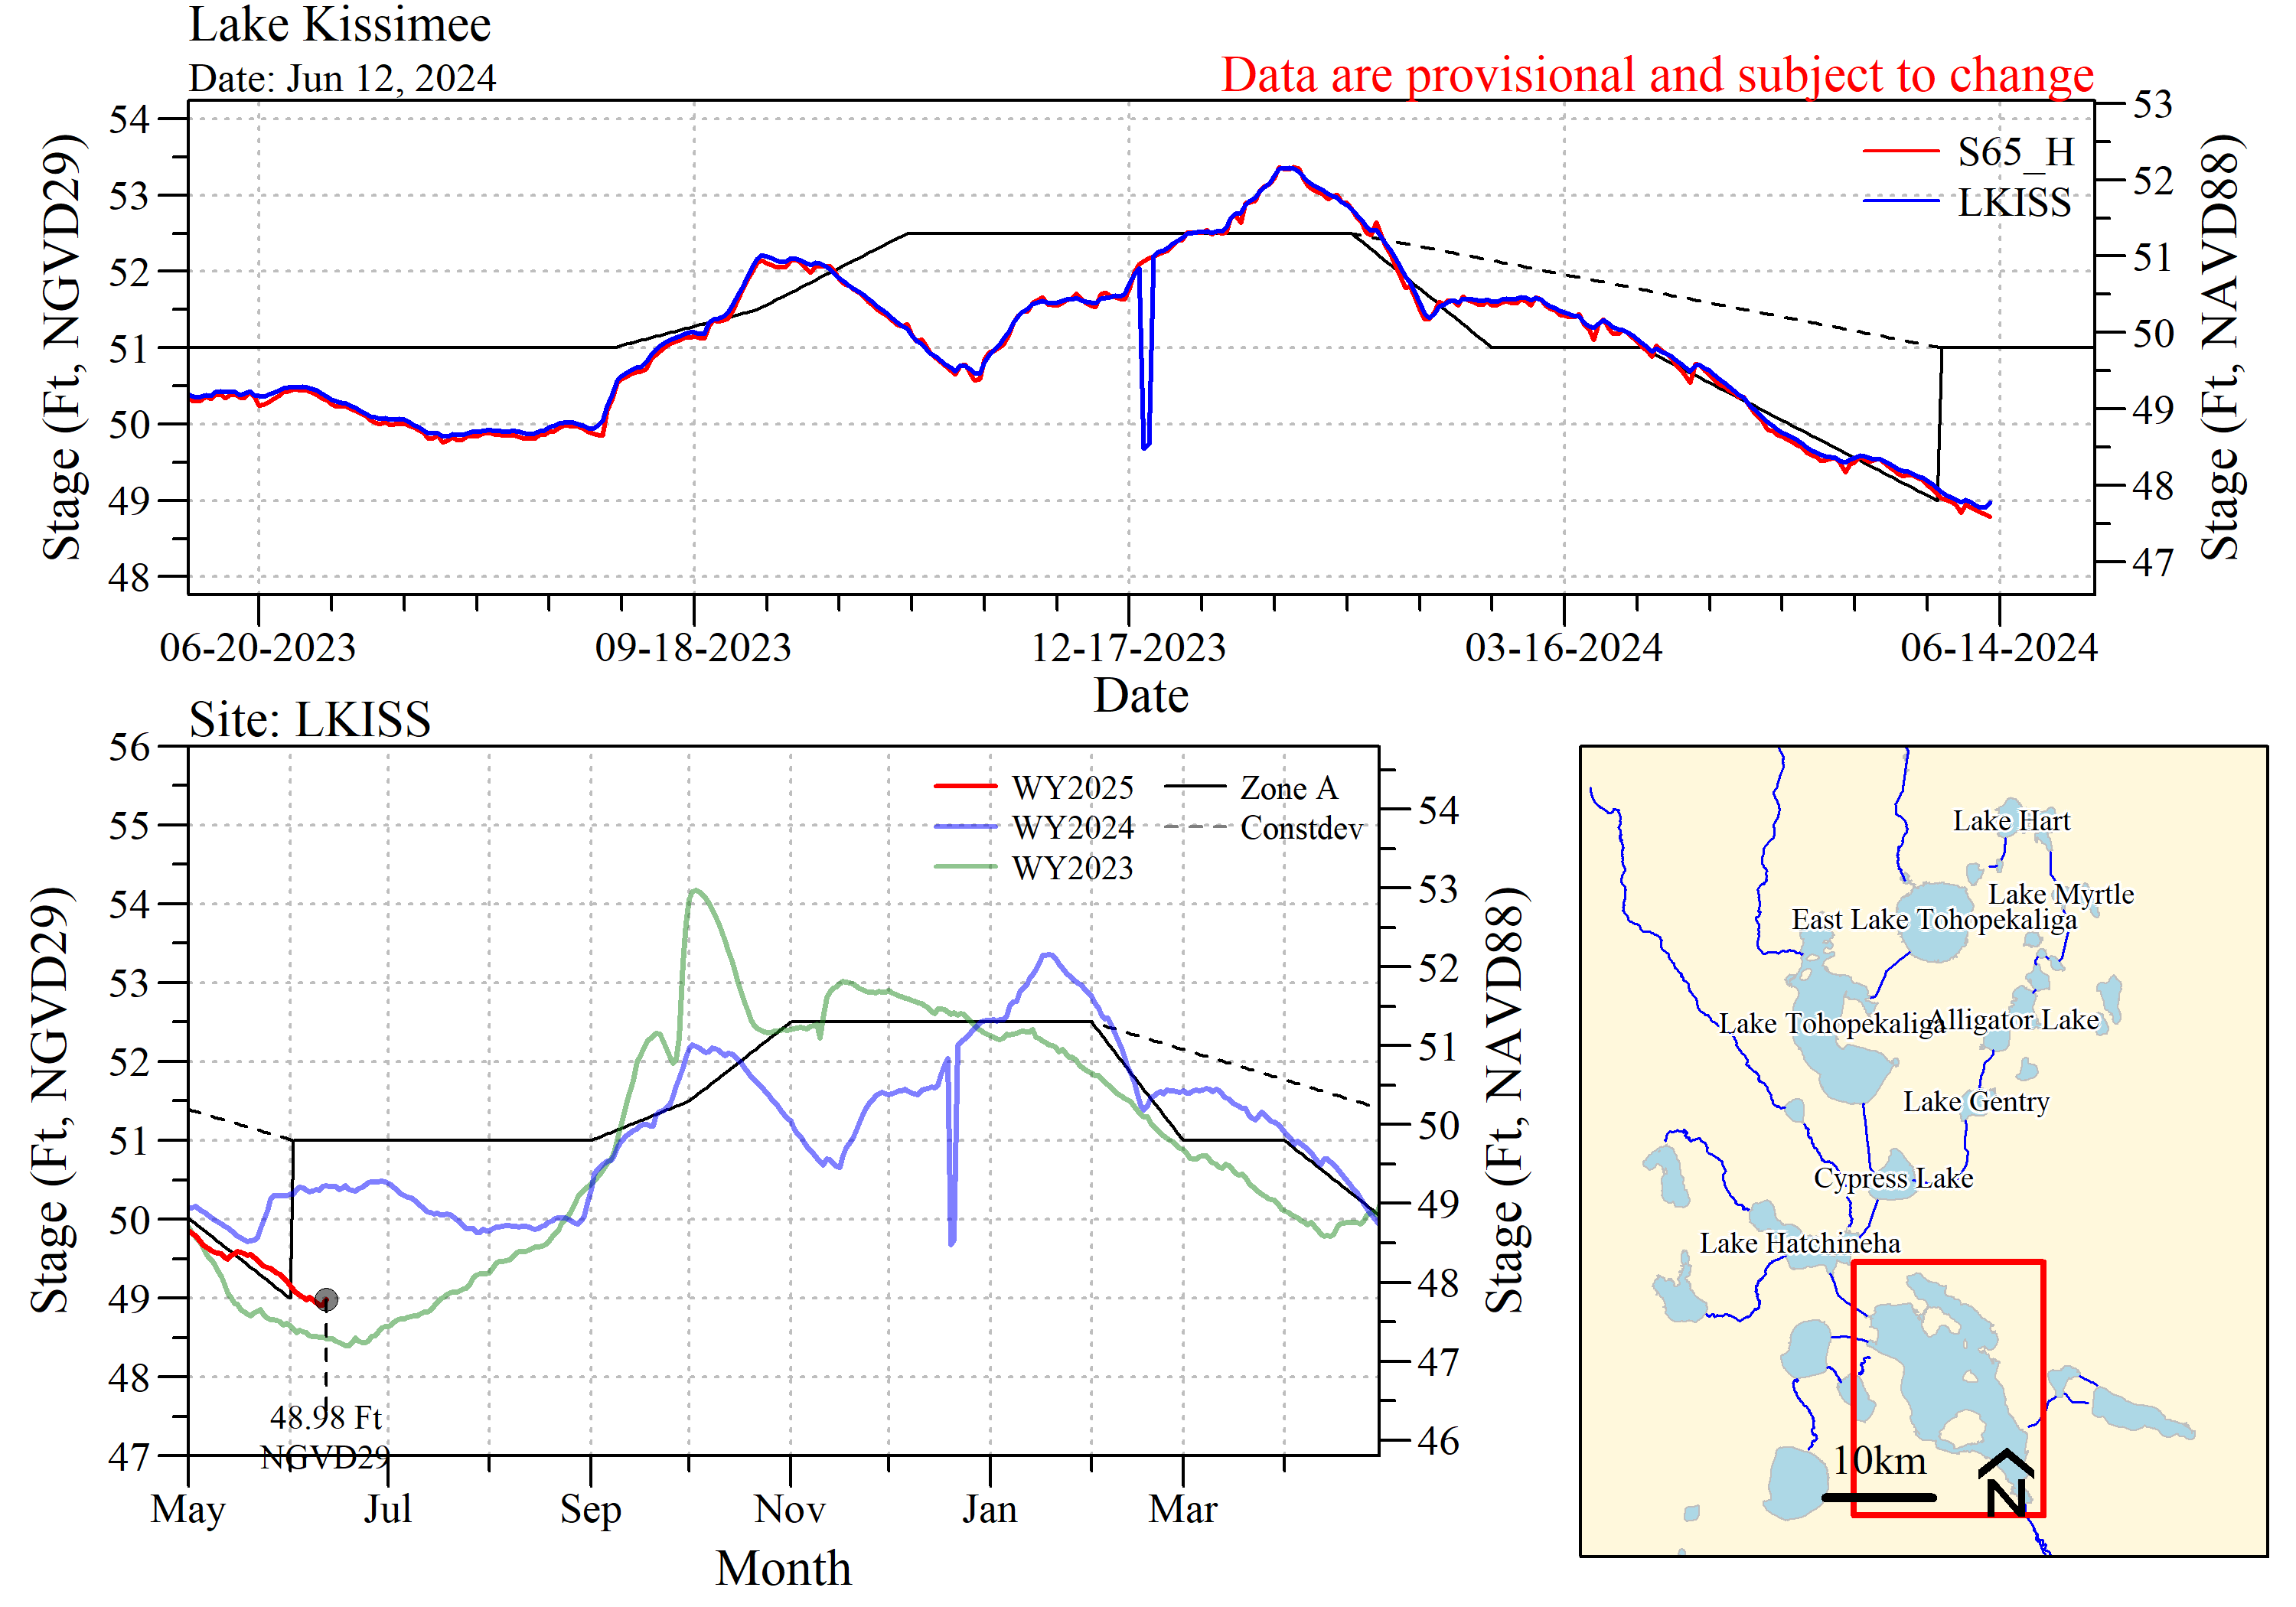 Lake Kissimee
Date: Jun 12, 2024
Data are provisional and subject to change
Stage (Ft, NGVD29)
54
53
52
51
50
49
48
S65_H
LKISS
53
52
51
50
49
48
47
Stage (Ft, NAVD88)
06-20-2023 09-18-2023 12-17-2023 03-16-2024 06-14-2024
Date
Site: LKISS
Stage (Ft, NGVD29)
56
55
54
53
52
51
50
49
48
47
WY2025 Zone A
WY2024 Constdev
WY2023
48.98 Ft
NGVD29
54
53
52
51
50
49
48
47
46
Stage (Ft, NAVD88)
May Jul Sep Nov Jan Mar
Month
Lake Hart
Lake Myrtle
East Lake Tohopekaliga
Lake Tohopekaliga
Alligator Lake
Lake Gentry
Cypress Lake
Lake Hatchineha
10km
N